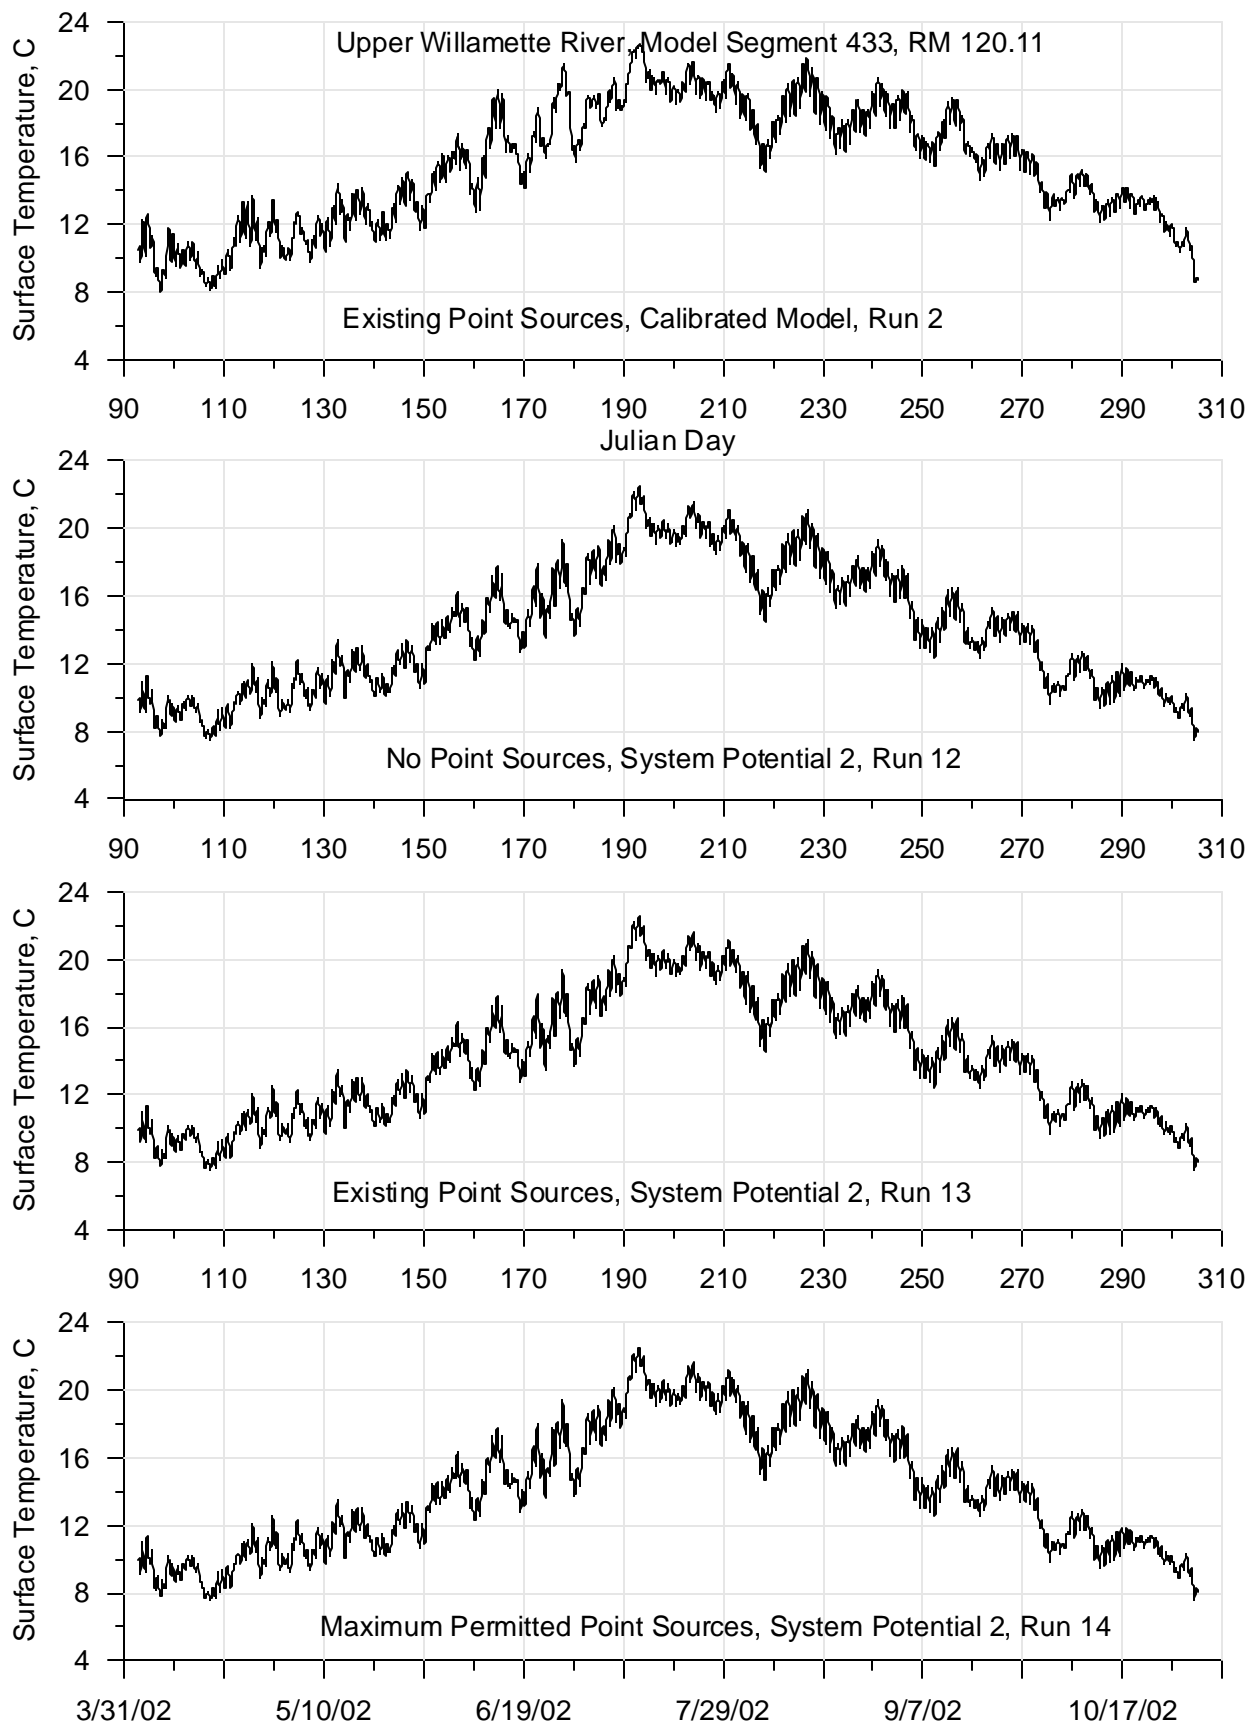 24
Upper Willamette River, Model Segment 433, RM 120.11
20
16
12
8
4
Surface Temperature, C
Existing Point Sources, Calibrated Model, Run 2
90 110 130 150 170 190 210 230 250 270 290 310
Julian Day
24
20
16
12
8
4
Surface Temperature, C
No Point Sources, System Potential 2, Run 12
90 110 130 150 170 190 210 230 250 270 290 310
24
20
16
12
8
4
Surface Temperature, C
Existing Point Sources, System Potential 2, Run 13
90 110 130 150 170 190 210 230 250 270 290 310
24
20
16
12
8
4
Surface Temperature, C
Maximum Permitted Point Sources, System Potential 2, Run 14
3/31/02 5/10/02 6/19/02 7/29/02 9/7/02 10/17/02